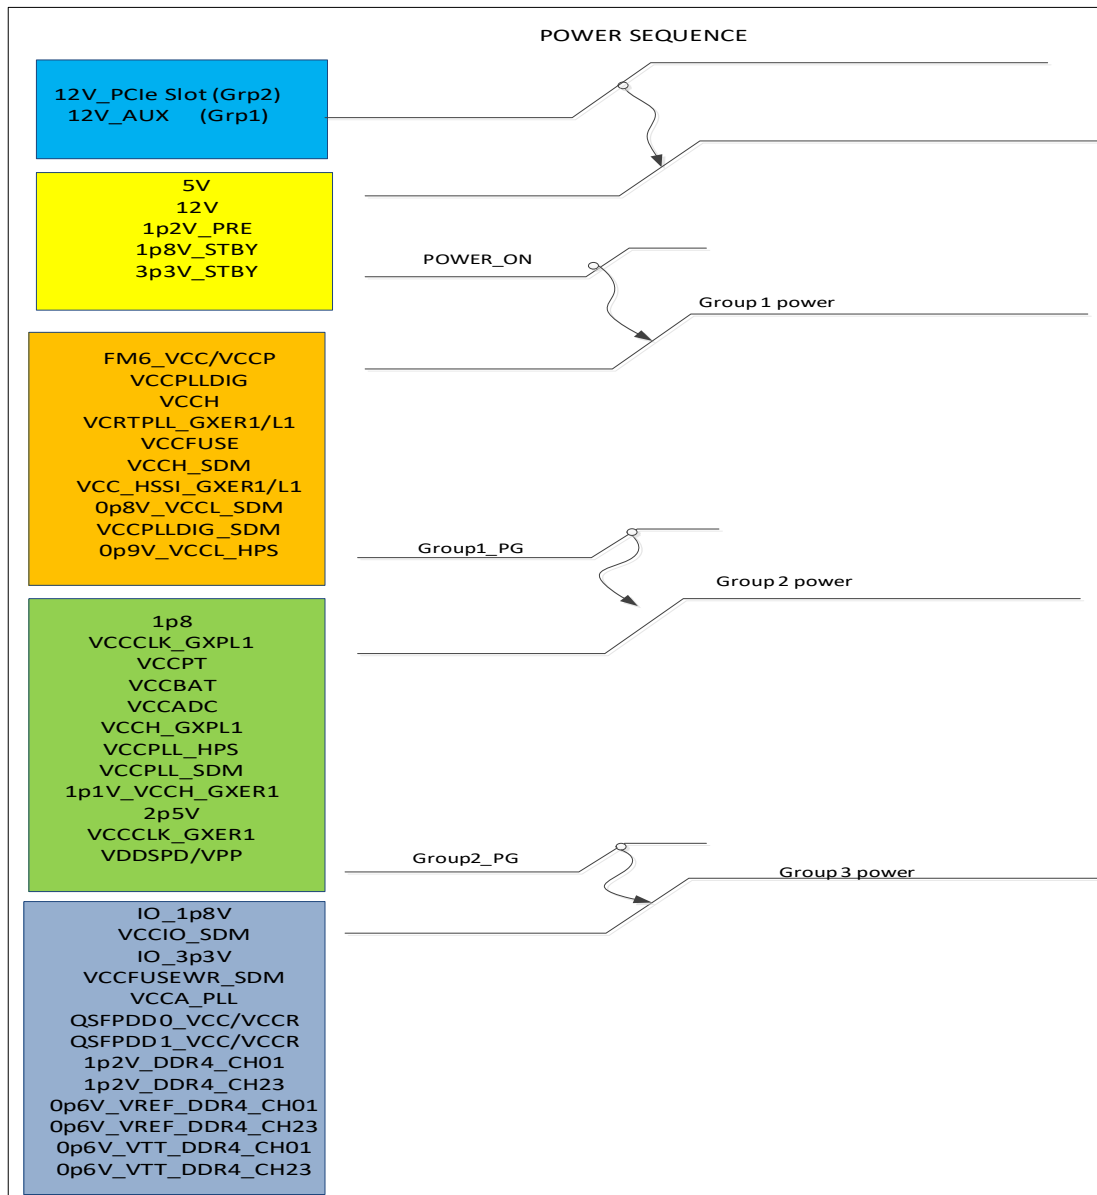 POWER SEQUENCE
12V_PCIe Slot (Grp2)
12V_AUX (Grp1)
5V
12V
1p2V_PRE
1p8V_STBY
3p3V_STBY
POWER_ON
Group 1 power
FM6_VCC/VCCP
VCCPLLDIG
VCCH
VCRTPLL_GXER1/L1
VCCFUSE
VCCH_SDM
VCC_HSSI_GXER1/L1
0p8V_VCCL_SDM
VCCPLLDIG_SDM
0p9V_VCCL_HPS
Group1_PG
Group 2 power
1p8
VCCCLK_GXPL1
VCCPT
VCCBAT
VCCADC
VCCH_GXPL1
VCCPLL_HPS
VCCPLL_SDM
1p1V_VCCH_GXER1
2p5V
VCCCLK_GXER1
VDDSPD/VPP
Group2_PG
Group 3 power
IO_1p8V
VCCIO_SDM
IO_3p3V
VCCFUSEWR_SDM
VCCA_PLL
QSFPDD0_VCC/VCCR
QSFPDD1_VCC/VCCR
1p2V_DDR4_CH01
1p2V_DDR4_CH23
0p6V_VREF_DDR4_CH01
0p6V_VREF_DDR4_CH23
0p6V_VTT_DDR4_CH01
0p6V_VTT_DDR4_CH23